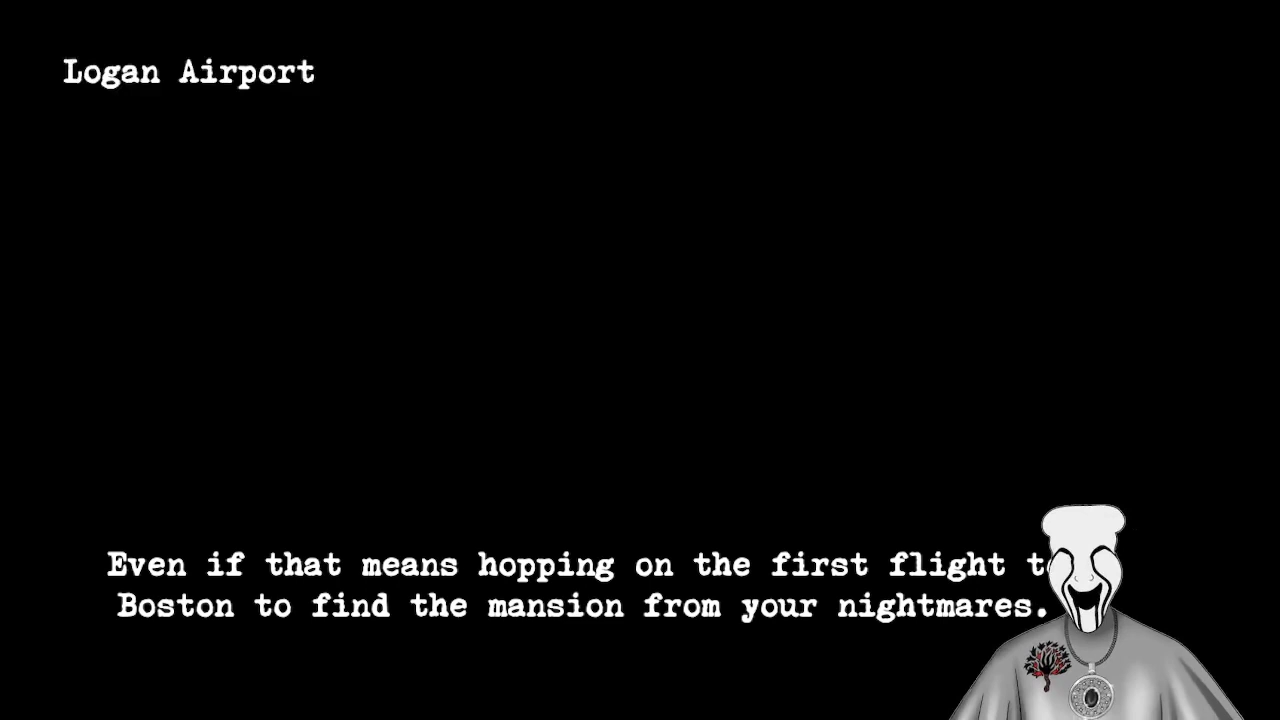 Logan Airport
Even if that means hopping on the first flight to
Boston to find the mansion from your nightmares.